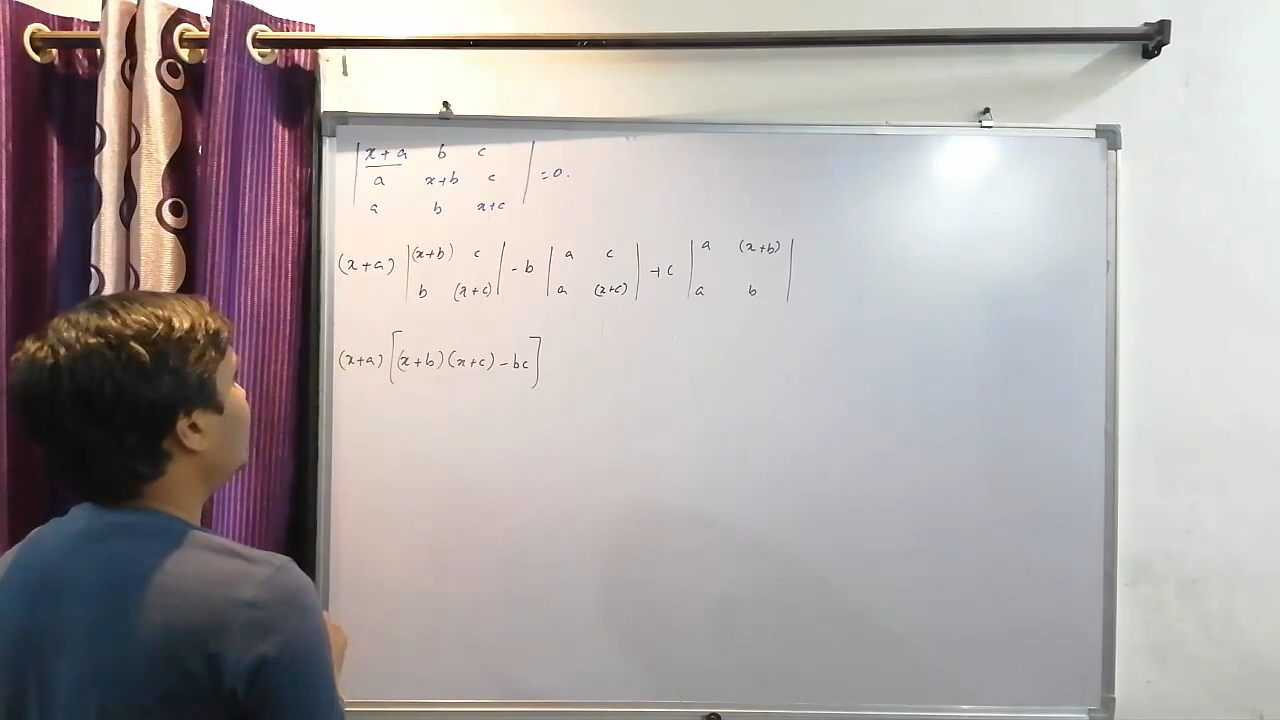 | x+a b c |
| a x+b c | =0.
| a b x+c |
(x+a) | (x+b) c | -b | a c | +c | a (x+b) |
| b (x+c) | | a (x+c) | | a b |
(x+a) [(x+b)(x+c) -bc]